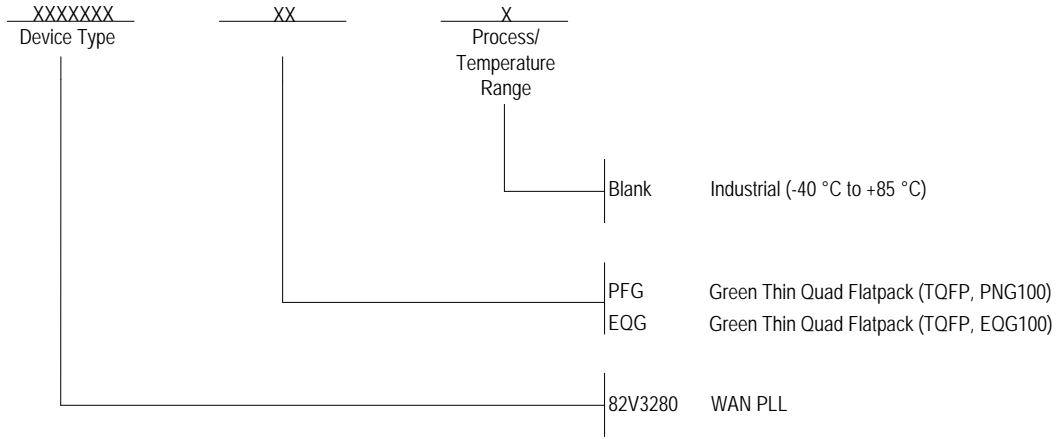 XXXXXXX XX X
Device Type
Process/
Temperature
Range
Blank Industrial (-40 °C to +85 °C)
PFG Green Thin Quad Flatpack (TQFP, PNG100)
EQG Green Thin Quad Flatpack (TQFP, EQG100)
82V3280 WAN PLL